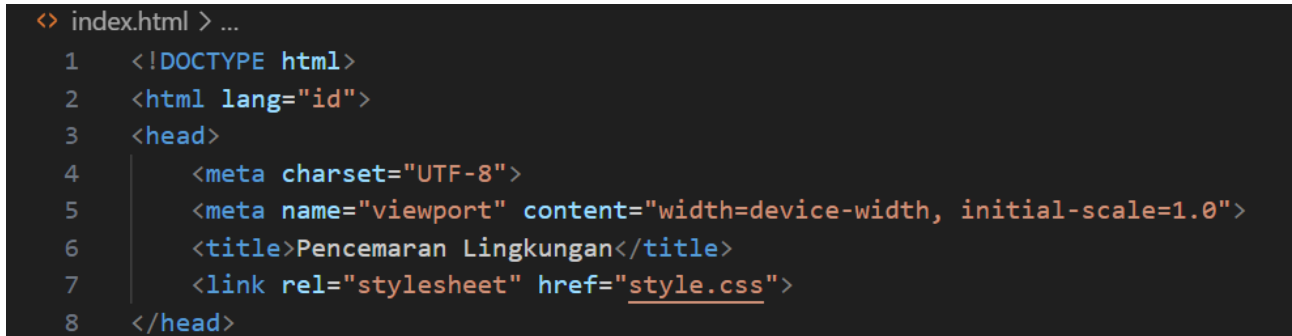 <> index.html > ...
1 <!DOCTYPE html>
2 <html lang="id">
3 <head>
4 <meta charset="UTF-8">
5 <meta name="viewport" content="width=device-width, initial-scale=1.0">
6 <title>Pencemaran Lingkungan</title>
7 <link rel="stylesheet" href="style.css">
8 </head>